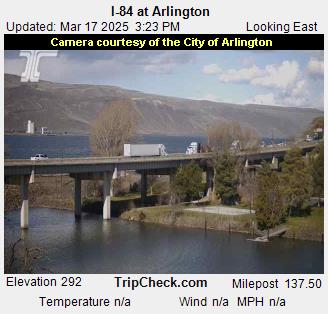 I-84 at Arlington
Updated: Mar 17 2025 3:23 PM Looking East
Camera courtesy of the City of Arlington
Elevation 292 TripCheck.com Milepost 137.50
Temperature n/a Wind n/a MPH n/a